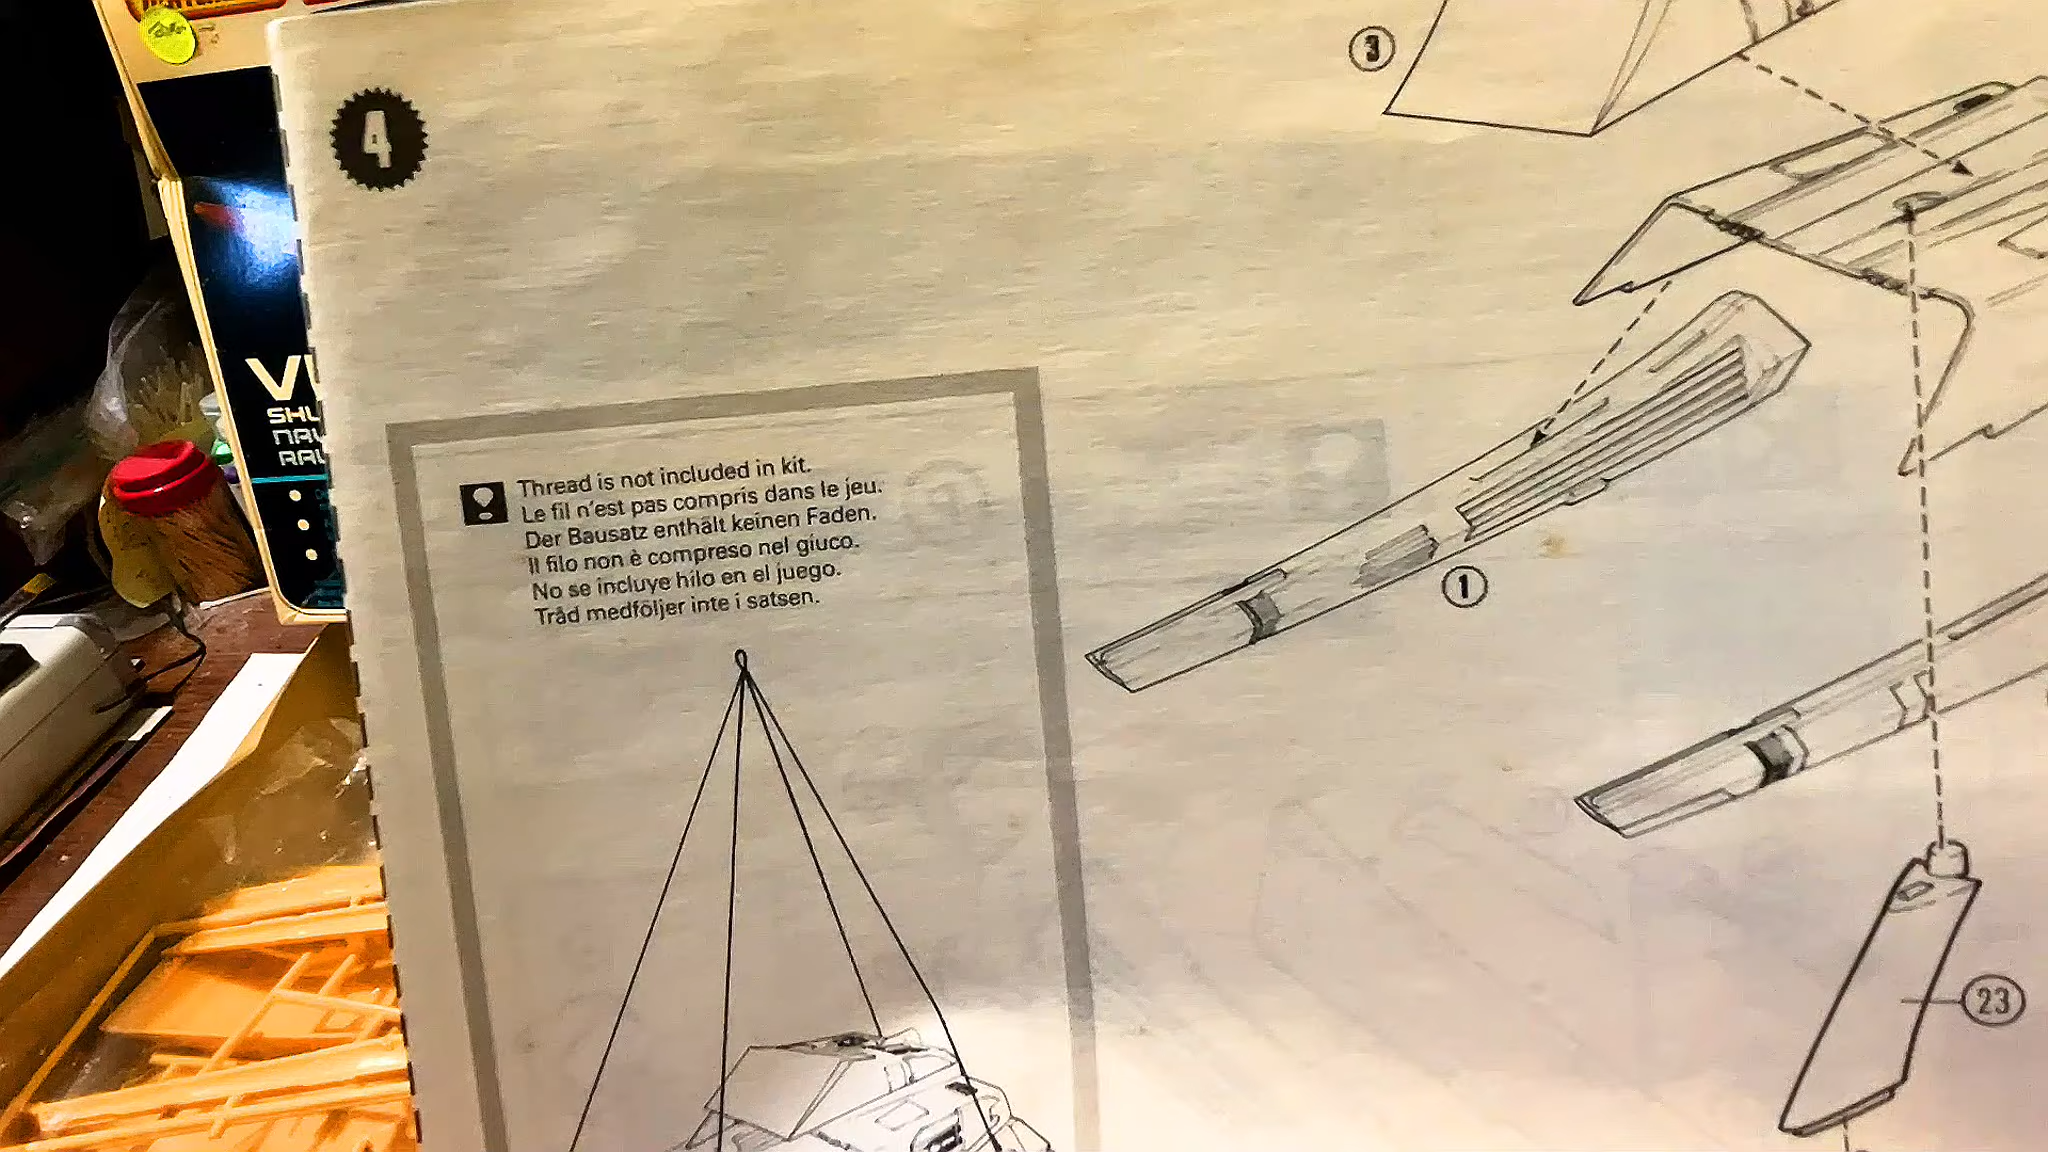 4
3
Thread is not included in kit.
Le fil n'est pas compris dans le jeu.
Der Bausatz enthält keinen Faden.
Il filo non è compreso nel giuco.
No se incluye hilo en el juego.
Tråd medföljer inte i satsen.
1
23